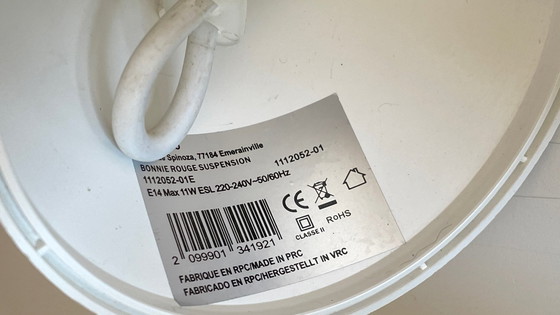 Spinoza, 77184 Emerainville
BONNIE ROUGE SUSPENSION 1112052-01
1112052-01E
E14 Max 11W ESL 220-240V~50/60Hz
CE
RoHS
CLASSE II
2 099901 341921
FABRIQUE EN RPC/MADE IN PRC
FABRICADO EN RPC/HERGESTELLT IN VRC